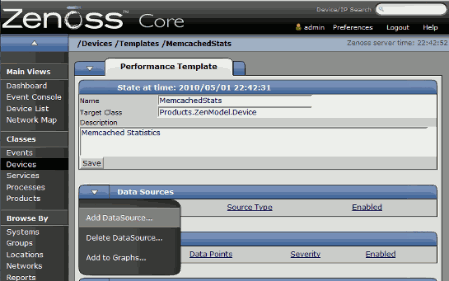 Zenoss™ Core
Device/IP Search
admin Preferences Logout Help
/Devices /Templates /MemcachedStats
Zenoss server time: 22:42:52
Main Views
Dashboard
Event Console
Device List
Network Map
Classes
Events
Devices
Services
Processes
Products
Browse By
Systems
Groups
Locations
Networks
Reports
Performance Template
State at time: 2010/05/01 22:42:31
Name MemcachedStats
Target Class Products.ZenModel.Device
Description
Memcached Statistics
Save
Data Sources
Source Type Enabled
Add DataSource...
Delete DataSource...
Add to Graphs...
Data Points Severity Enabled